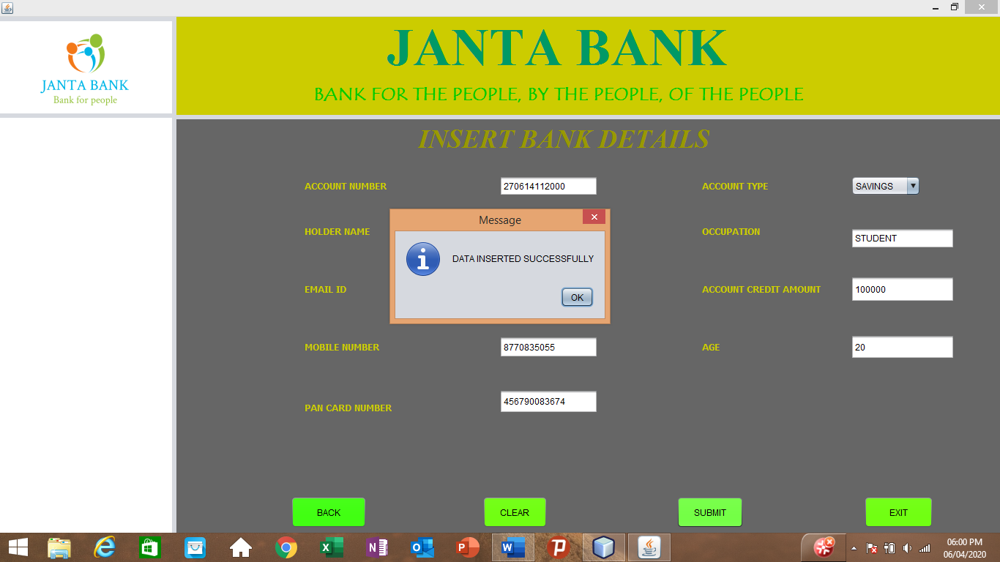 JANTA BANK
Bank for people
JANTA BANK
BANK FOR THE PEOPLE, BY THE PEOPLE, OF THE PEOPLE
INSERT BANK DETAILS
ACCOUNT NUMBER 270614112000 ACCOUNT TYPE SAVINGS
Message
HOLDER NAME OCCUPATION STUDENT
DATA INSERTED SUCCESSFULLY
OK
EMAIL ID ACCOUNT CREDIT AMOUNT 100000
MOBILE NUMBER 8770835055 AGE 20
PAN CARD NUMBER 456790083674
BACK CLEAR SUBMIT EXIT
06:00 PM
06/04/2020